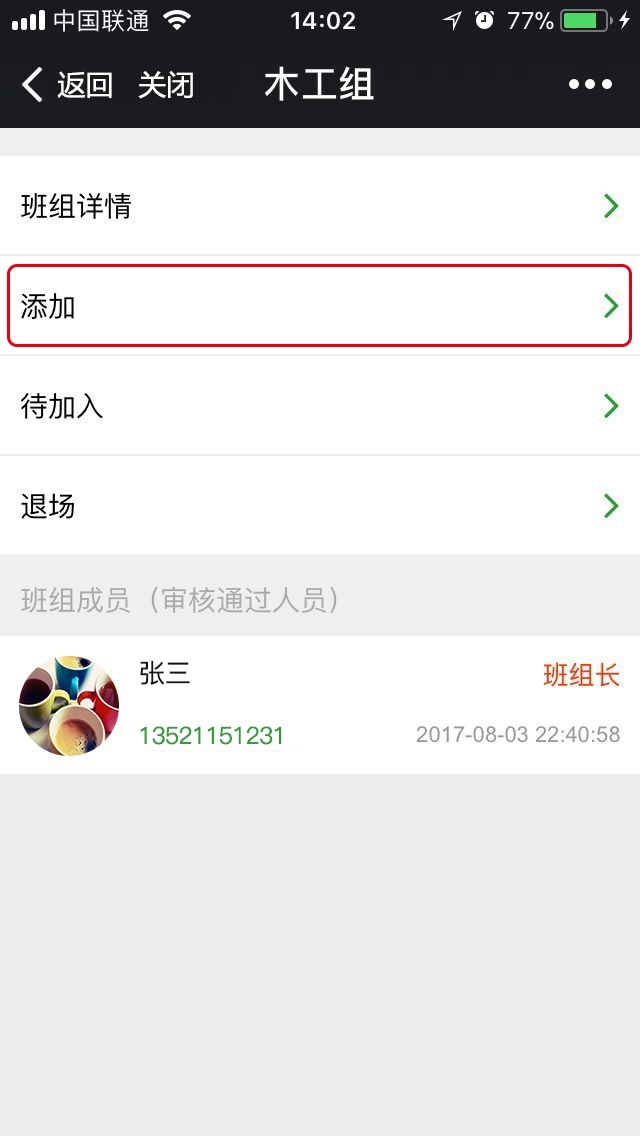 中国联通 14:02 77%
返回 关闭 木工组
班组详情
添加
待加入
退场
班组成员（审核通过人员）
张三 班组长
13521151231 2017-08-03 22:40:58